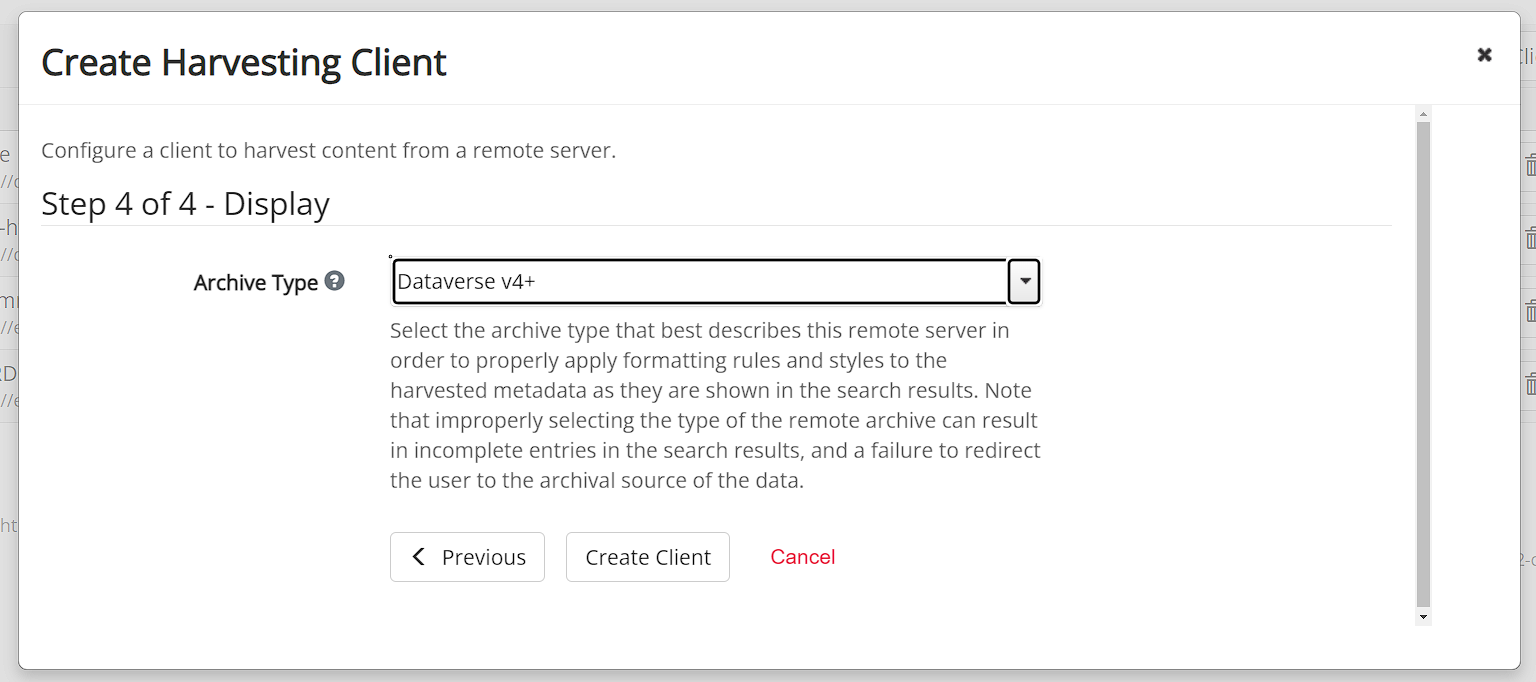 Create Harvesting Client
Configure a client to harvest content from a remote server.
Step 4 of 4 - Display
Archive Type
Dataverse v4+
Select the archive type that best describes this remote server in
order to properly apply formatting rules and styles to the
harvested metadata as they are shown in the search results. Note
that improperly selecting the type of the remote archive can result
in incomplete entries in the search results, and a failure to redirect
the user to the archival source of the data.
Previous
Create Client
Cancel